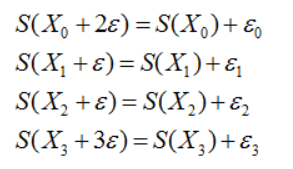 S(X₀ + 2ε) = S(X₀) + ε₀
S(X₁ + ε) = S(X₁) + ε₁
S(X₂ + ε) = S(X₂) + ε₂
S(X₃ + 3ε) = S(X₃) + ε₃